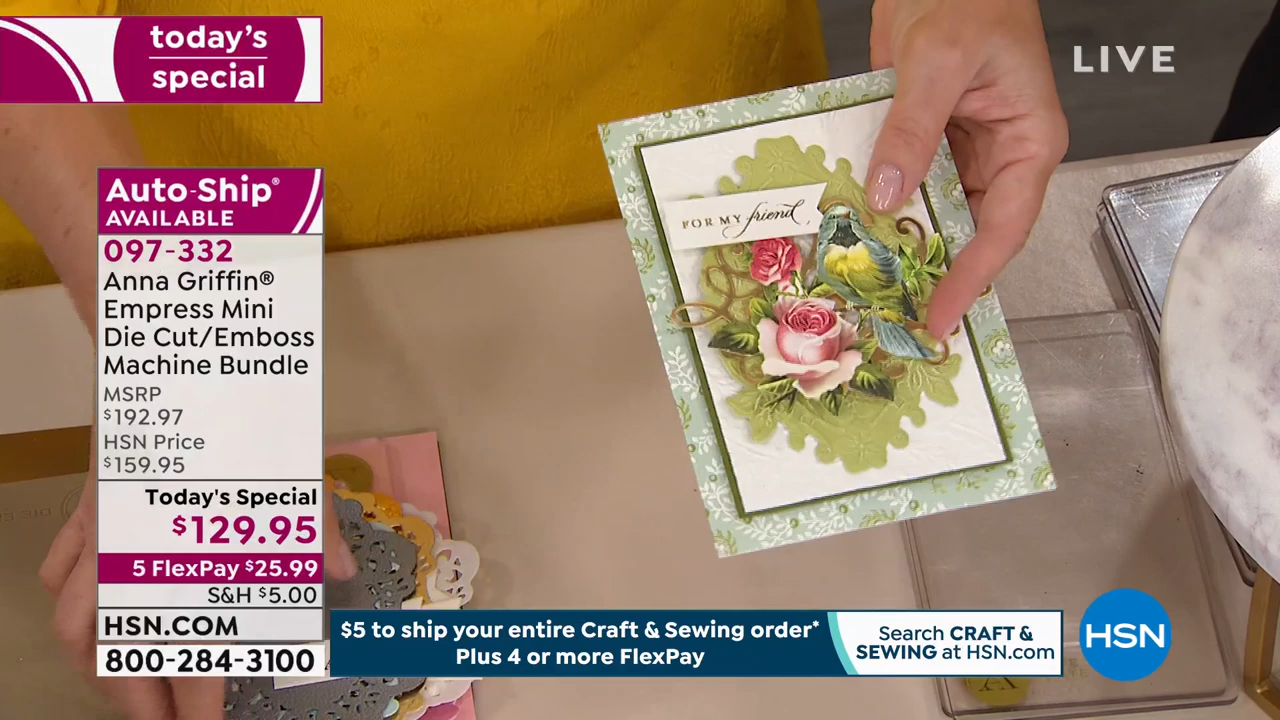 today's
special
LIVE
Auto-Ship®
AVAILABLE
097-332
Anna Griffin®
Empress Mini
Die Cut/Emboss
Machine Bundle
MSRP
$192.97
HSN Price
$159.95
Today's Special
$129.95
5 FlexPay $25.99
S&H $5.00
HSN.COM
800-284-3100
FOR MY friend,
$5 to ship your entire Craft & Sewing order*
Plus 4 or more FlexPay
Search CRAFT &
SEWING at HSN.com
HSN